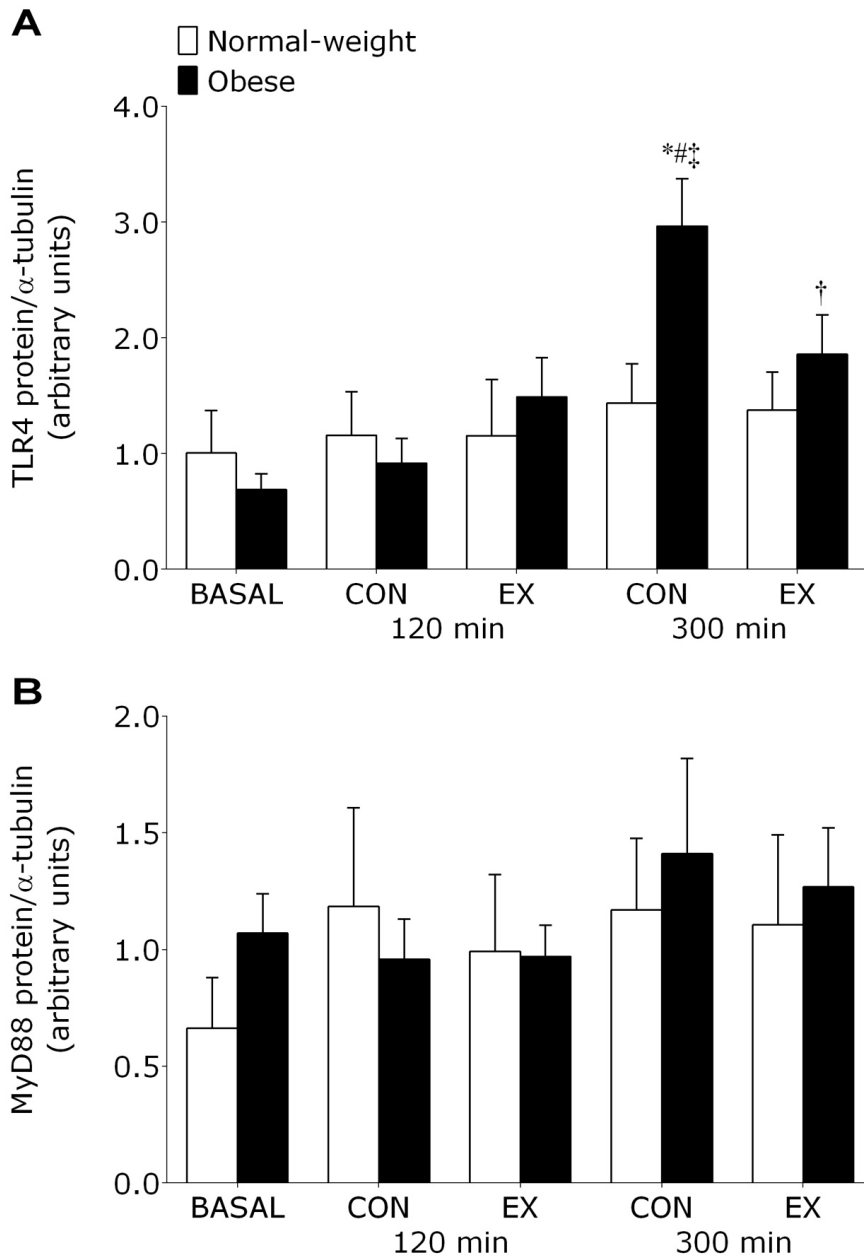 A
Normal-weight
Obese
TLR4 protein/α-tubulin
(arbitrary units)
4.0
3.0
2.0
1.0
0.0
*#‡
†
BASAL CON EX CON EX
120 min 300 min
B
MyD88 protein/α-tubulin
(arbitrary units)
2.0
1.5
1.0
0.5
0.0
BASAL CON EX CON EX
120 min 300 min